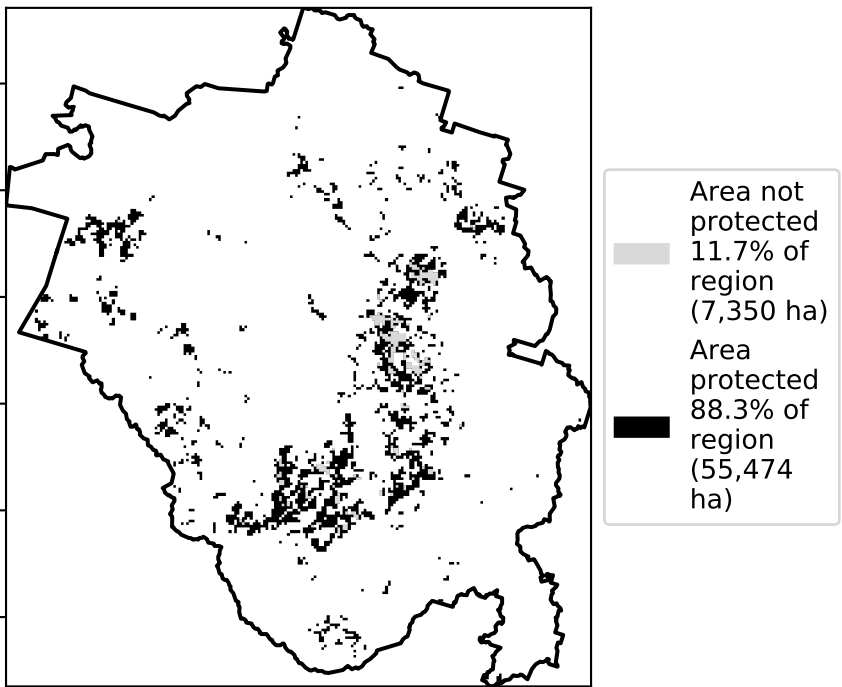 Area not
protected
11.7% of
region
(7,350 ha)
Area
protected
88.3% of
region
(55,474
ha)